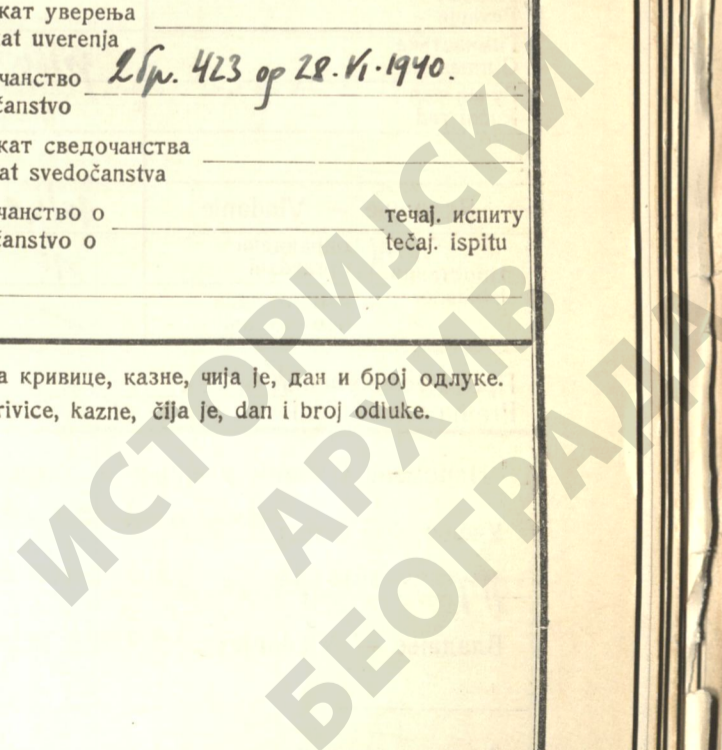 кат уверења
at uverenja
чанство бр. 423 од 28. VI. 1940.
čanstvo
кат сведочанства
at svedočanstva
чанство о течај. испиту
čanstvo o tečaj. ispitu
а кривице, казне, чија је, дан и број одлуке.
rivice, kazne, čija je, dan i broj odluke.
ИСТОРИЈСКИ
АРХИВ
БЕОГРАДА